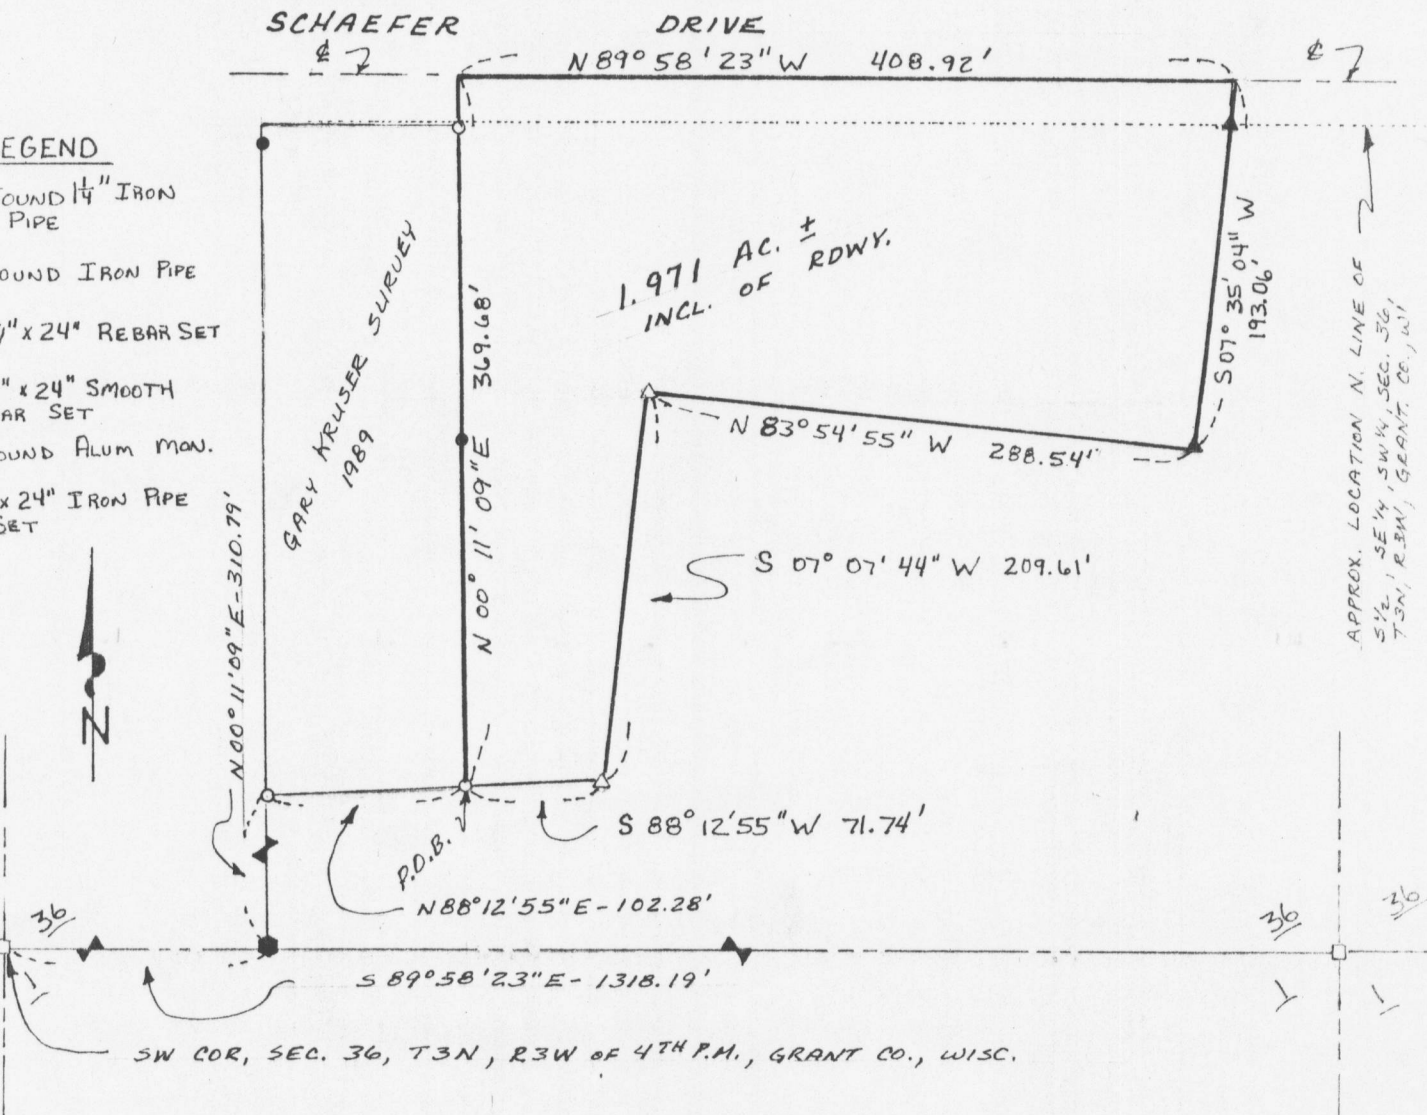 SCHAEFER DRIVE
℄ ℄
N 89° 58' 23" W 408.92'
EGEND
OUND 1¼" IRON
PIPE
OUND IRON PIPE
" x 24" REBAR SET
" x 24" SMOOTH
AR SET
OUND ALUM MON.
x 24" IRON PIPE
SET
N
GARY KRUSER SURVEY
1989
N 00° 11' 09" E 369.68'
1.971 AC. ±
INCL. OF RDWY.
S 07° 35' 04" W
193.06'
N 83° 54' 55" W 288.54'
S 07° 07' 44" W 209.61'
APPROX. LOCATION N. LINE OF
S ½, SE ¼, SW ¼, SEC. 36,
T3N, R3W, GRANT CO., WI
N 00° 11' 09" E - 310.79'
S 88° 12' 55" W 71.74'
P.O.B.
N 88° 12' 55" E - 102.28'
36
36
36
S 89° 58' 23" E - 1318.19'
1
1
1
SW COR, SEC. 36, T3N, R3W OF 4TH P.M., GRANT CO., WISC.